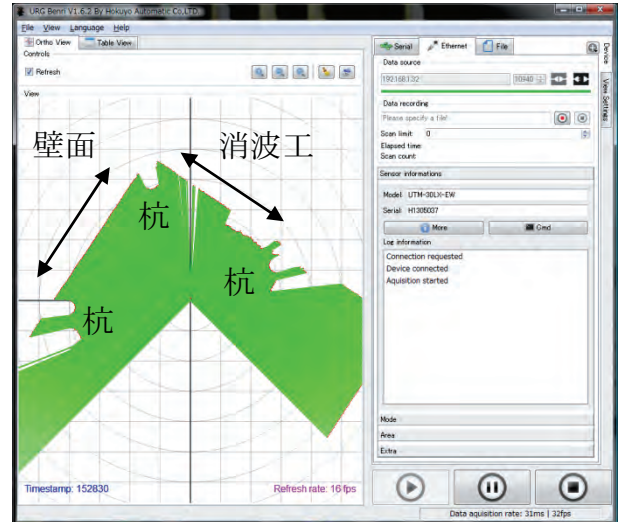 URG Benri V1.6.2 By Hokuyo Automatic Co.,LTD.
File View Language Help
Ortho View Table View
Controls
Refresh
View
壁面
消波工
杭
杭
杭
Timestamp: 152830
Refresh rate: 16 fps
Serial Ethernet File
Data source
10940
Data recording
Please specify a file!
Scan limit: 0
Elapsed time:
Scan count:
Sensor informations
Model: UTM-30LX-EW
Serial: H1305037
More
Cmd
Log information
Connection requested
Device connected
Aquisition started
Mode
Area
Extra
Data aquisition rate: 31ms | 32fps
Device
View Settings